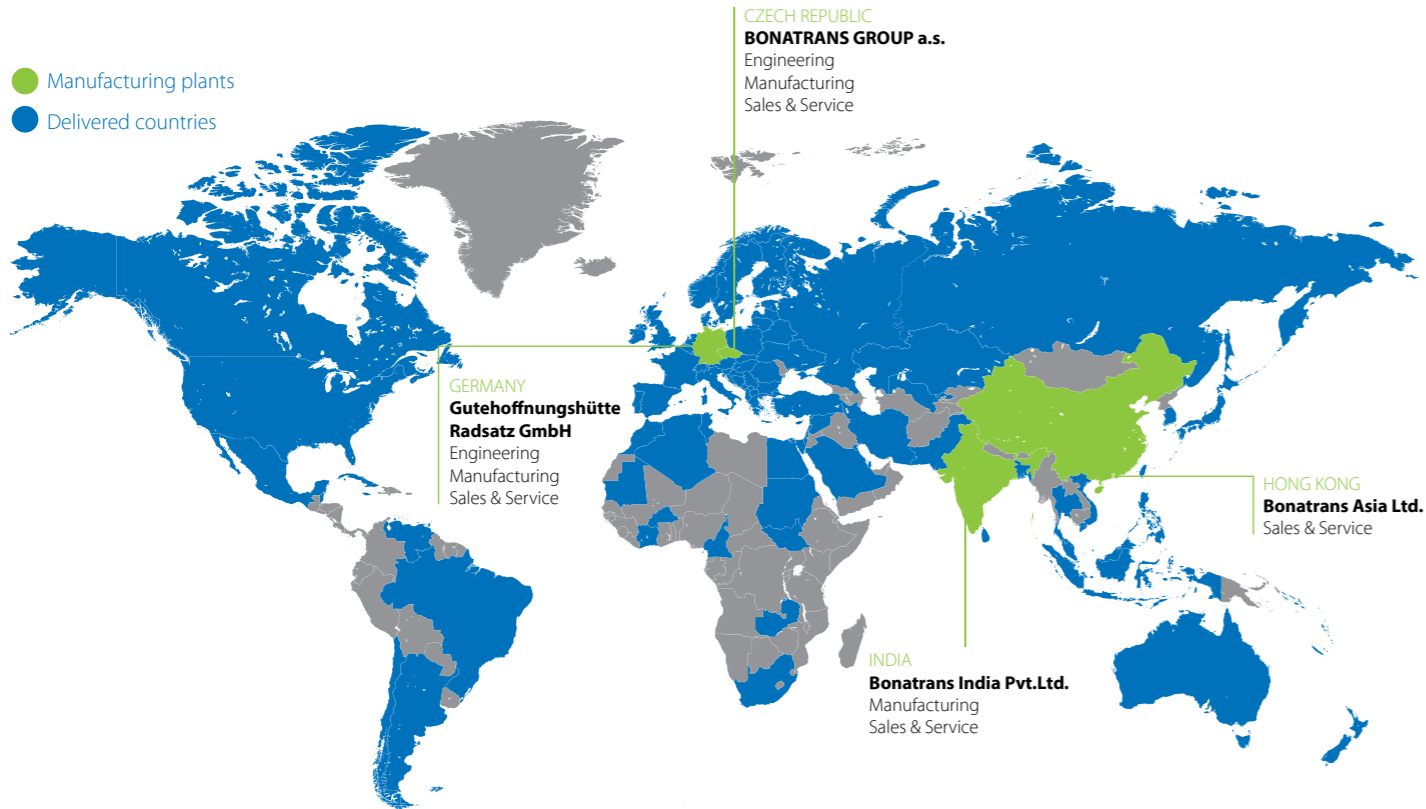 CZECH REPUBLIC
BONATRANS GROUP a.s.
Engineering
Manufacturing
Sales & Service
Manufacturing plants
Delivered countries
GERMANY
Gutehoffnungshütte
Radsatz GmbH
Engineering
Manufacturing
Sales & Service
HONG KONG
Bonatrans Asia Ltd.
Sales & Service
INDIA
Bonatrans India Pvt.Ltd.
Manufacturing
Sales & Service